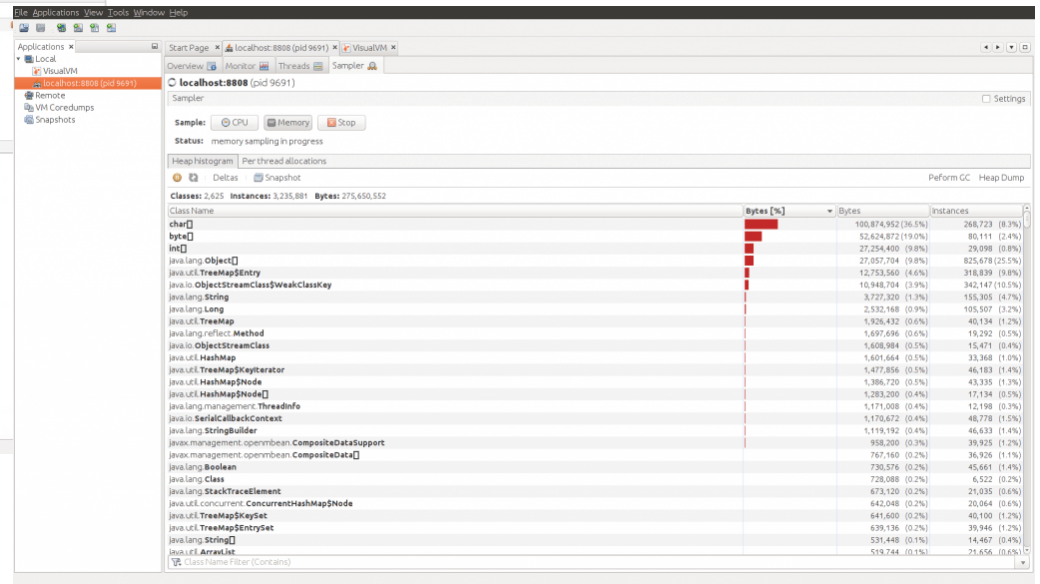 File Applications View Tools Window Help
Applications
Local
VisualVM
localhost:8808 (pid 9691)
Remote
VM Coredumps
Snapshots
Start Page localhost:8808 (pid 9691) VisualVM
Overview Monitor Threads Sampler
localhost:8808 (pid 9691)
Sampler Settings
Sample: CPU Memory Stop
Status: memory sampling in progress
Heap histogram Per thread allocations
Deltas Snapshot Peform GC Heap Dump
Classes: 2,625 Instances: 3,235,881 Bytes: 275,650,552
Class Name Bytes [%] Bytes Instances
char[] 100,874,952 (36.5%) 268,723 (8.3%)
byte[] 52,624,872 (19.0%) 80,111 (2.4%)
int[] 27,254,400 (9.8%) 29,098 (0.8%)
java.lang.Object[] 27,057,704 (9.8%) 825,678 (25.5%)
java.util.TreeMap$Entry 12,753,560 (4.6%) 318,839 (9.8%)
java.io.ObjectStreamClass$WeakClassKey 10,948,704 (3.9%) 342,147 (10.5%)
java.lang.String 3,727,320 (1.3%) 155,305 (4.7%)
java.lang.Long 2,532,168 (0.9%) 105,507 (3.2%)
java.util.TreeMap 1,926,432 (0.6%) 40,134 (1.2%)
java.lang.reflect.Method 1,697,696 (0.6%) 19,292 (0.5%)
java.io.ObjectStreamClass 1,608,984 (0.5%) 15,471 (0.4%)
java.util.HashMap 1,601,664 (0.5%) 33,368 (1.0%)
java.util.TreeMap$KeyIterator 1,477,856 (0.5%) 46,183 (1.4%)
java.util.HashMap$Node 1,386,720 (0.5%) 43,335 (1.3%)
java.util.HashMap$Node[] 1,283,200 (0.4%) 17,134 (0.5%)
java.lang.management.ThreadInfo 1,171,008 (0.4%) 12,198 (0.3%)
java.io.SerialCallbackContext 1,170,672 (0.4%) 48,778 (1.5%)
java.lang.StringBuilder 1,119,192 (0.4%) 46,633 (1.4%)
javax.management.openmbean.CompositeDataSupport 958,200 (0.3%) 39,925 (1.2%)
javax.management.openmbean.CompositeData[] 767,160 (0.2%) 36,926 (1.1%)
java.lang.Boolean 730,576 (0.2%) 45,661 (1.4%)
java.lang.Class 728,088 (0.2%) 6,522 (0.2%)
java.lang.StackTraceElement 673,120 (0.2%) 21,035 (0.6%)
java.util.concurrent.ConcurrentHashMap$Node 642,048 (0.2%) 20,064 (0.6%)
java.util.TreeMap$KeySet 641,600 (0.2%) 40,100 (1.2%)
java.util.TreeMap$EntrySet 639,136 (0.2%) 39,946 (1.2%)
java.lang.String[] 531,448 (0.1%) 14,467 (0.4%)
java.util.ArrayList 519,744 (0.1%) 21,656 (0.6%)
Class Name Filter (Contains)